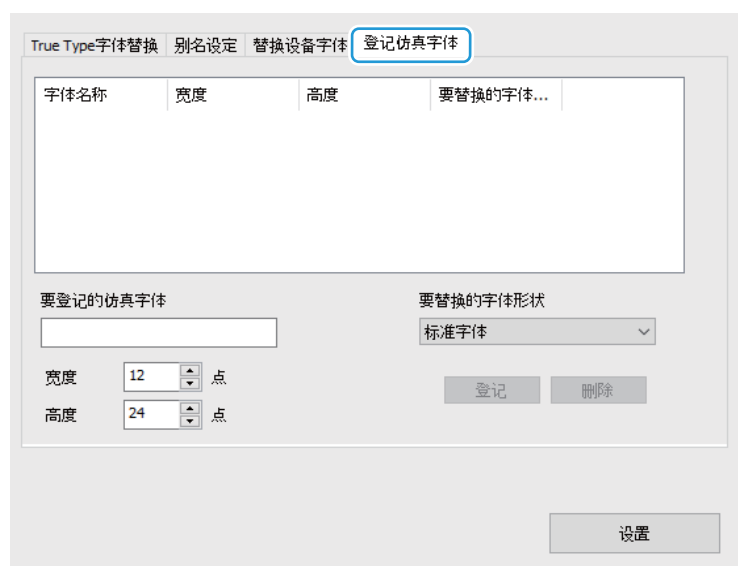 True Type字体替换 别名设定 替换设备字体 登记仿真字体
字体名称 宽度 高度 要替换的字体...
要登记的仿真字体 要替换的字体形状
标准字体
宽度 12 点
登记 删除
高度 24 点
设置